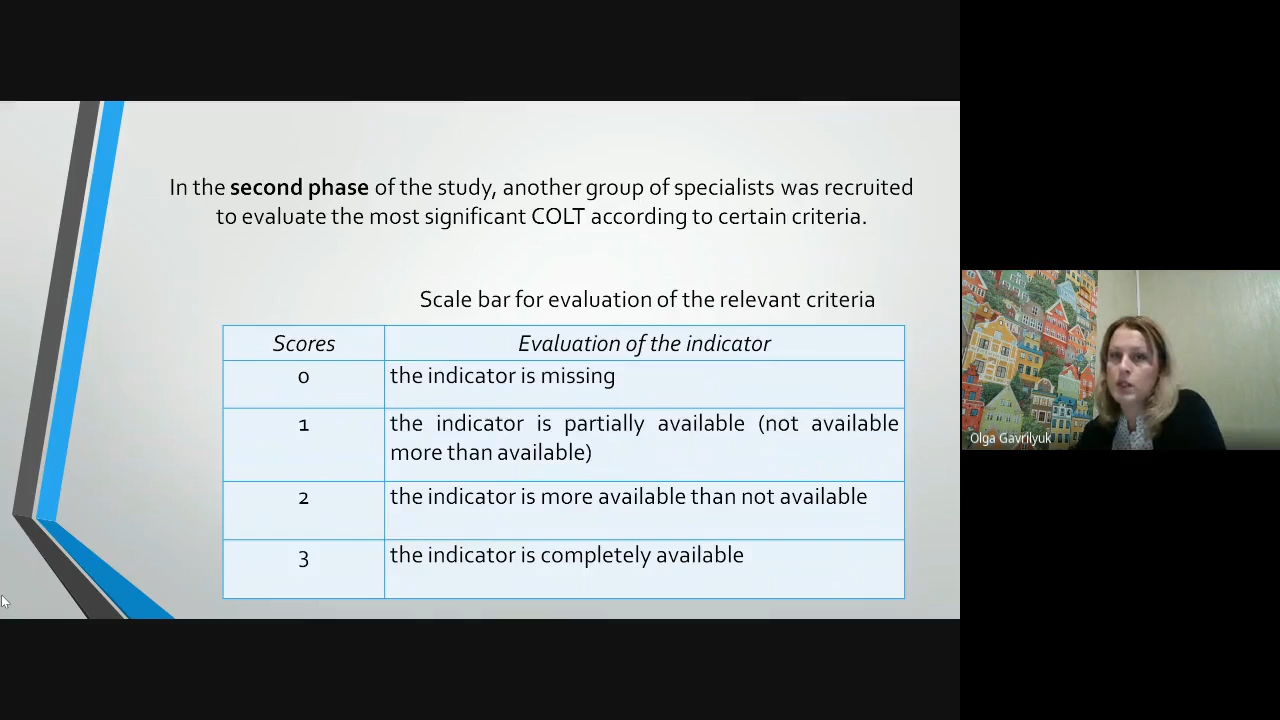 In the second phase of the study, another group of specialists was recruited
to evaluate the most significant COLT according to certain criteria.
Scale bar for evaluation of the relevant criteria
Scores
Evaluation of the indicator
0
the indicator is missing
1
the indicator is partially available (not available
more than available)
2
the indicator is more available than not available
3
the indicator is completely available
Olga Gavrilyuk